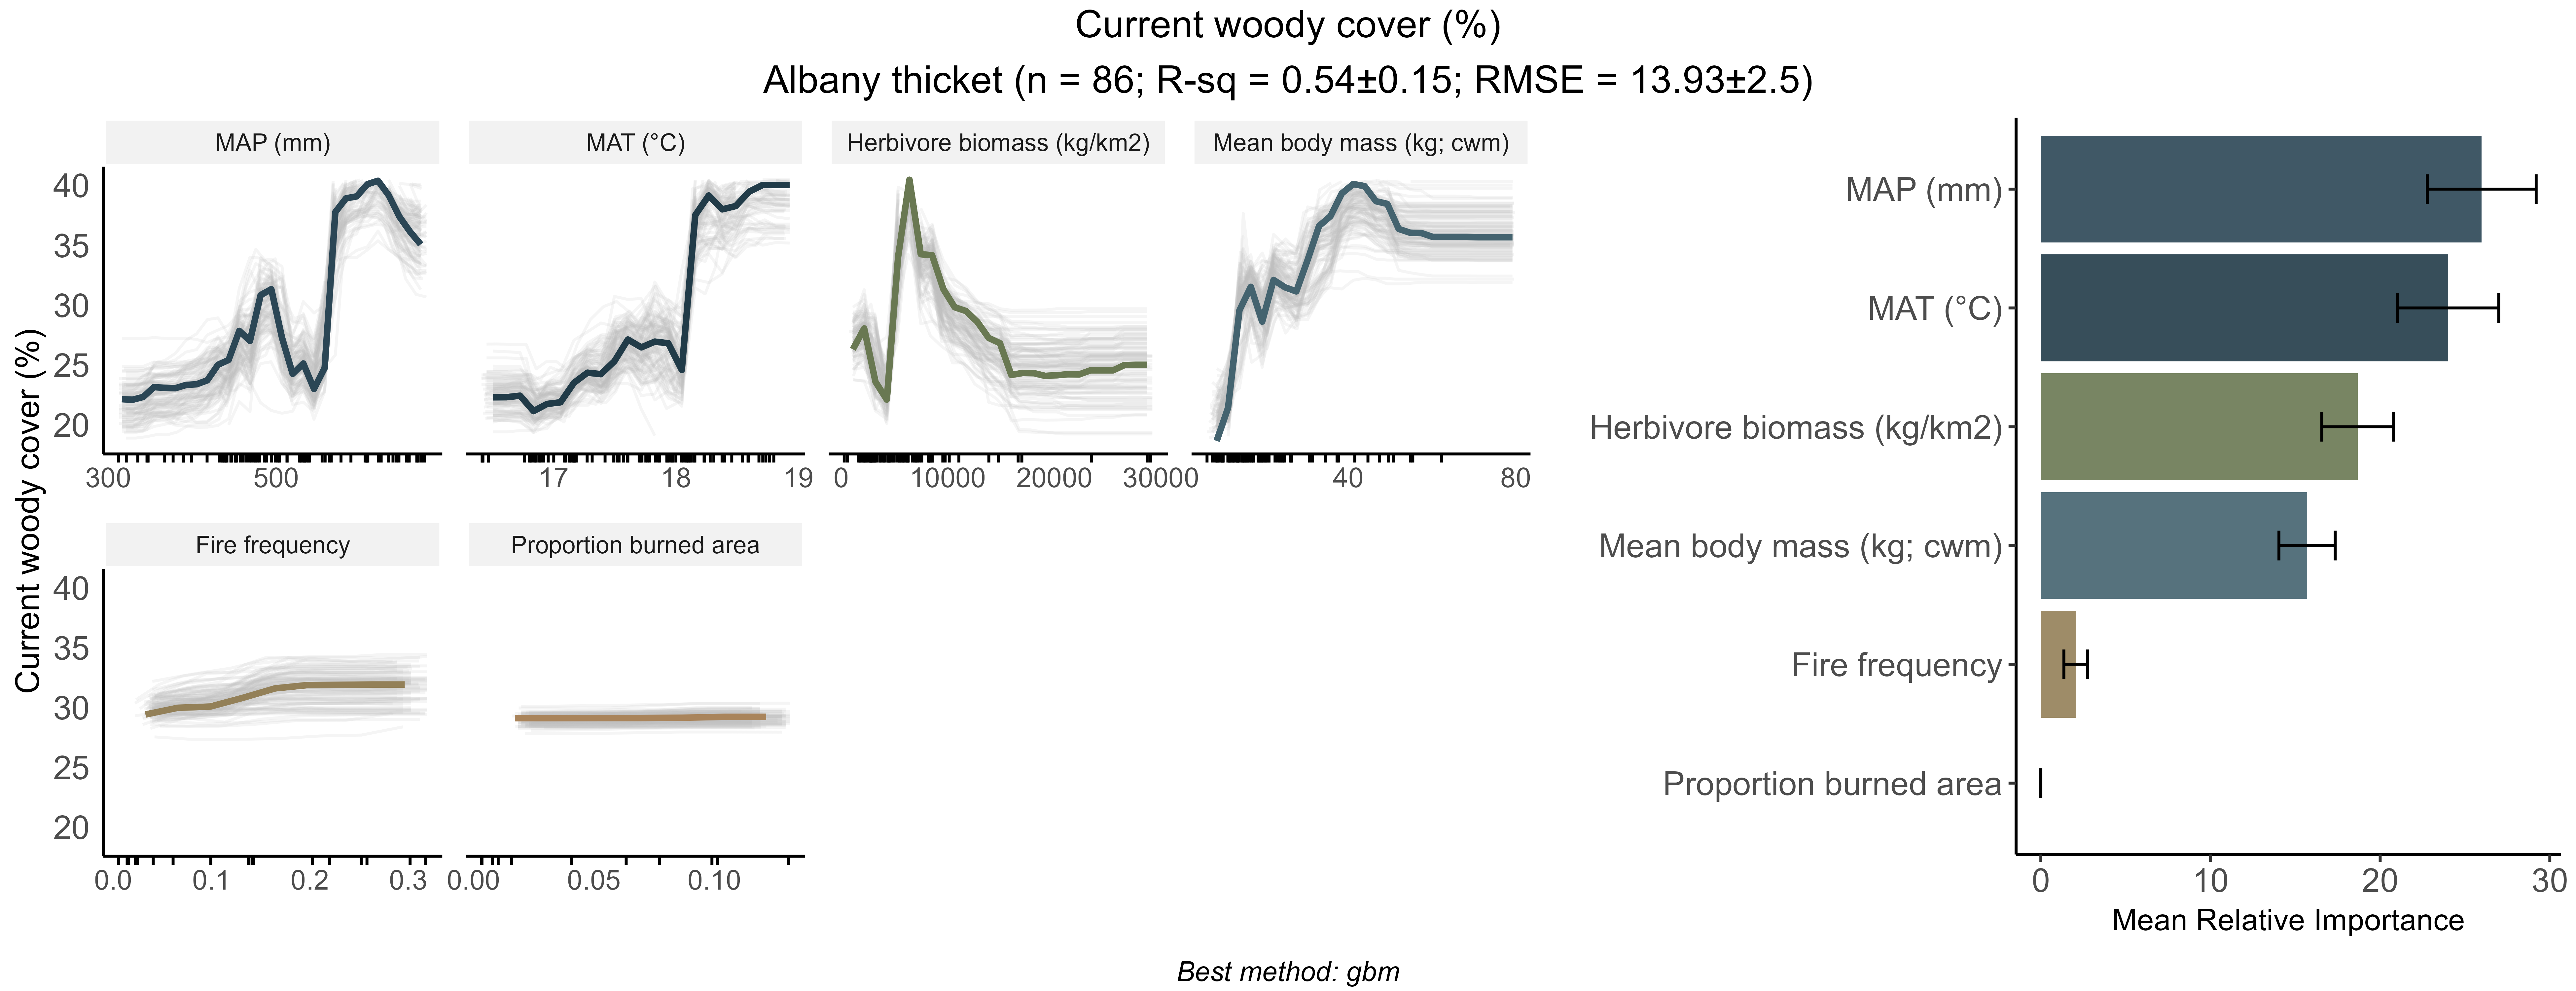 Current woody cover (%)
Albany thicket (n = 86; R-sq = 0.54±0.15; RMSE = 13.93±2.5)
Current woody cover (%)
MAP (mm)
MAT (°C)
Herbivore biomass (kg/km2)
Mean body mass (kg; cwm)
40
35
30
25
20
300 500
17 18 19
0 10000 20000 30000
40 80
Fire frequency
Proportion burned area
40
35
30
25
20
0.0 0.1 0.2 0.3
0.00 0.05 0.10
MAP (mm)
MAT (°C)
Herbivore biomass (kg/km2)
Mean body mass (kg; cwm)
Fire frequency
Proportion burned area
0 10 20 30
Mean Relative Importance
Best method: gbm